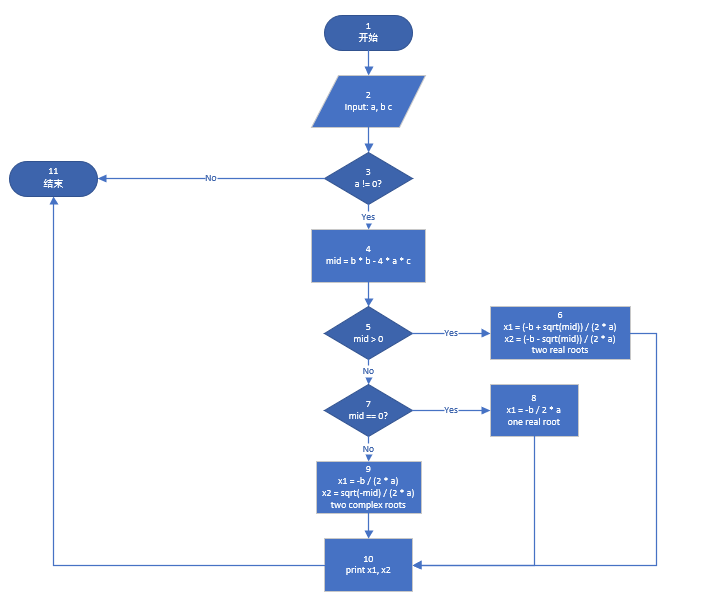 1
开始
2
Input: a, b c
3
a != 0?
No
11
结束
Yes
4
mid = b * b - 4 * a * c
5
mid > 0
Yes
6
x1 = (-b + sqrt(mid)) / (2 * a)
x2 = (-b - sqrt(mid)) / (2 * a)
two real roots
No
7
mid == 0?
Yes
8
x1 = -b / 2 * a
one real root
No
9
x1 = -b / (2 * a)
x2 = sqrt(-mid) / (2 * a)
two complex roots
10
print x1, x2